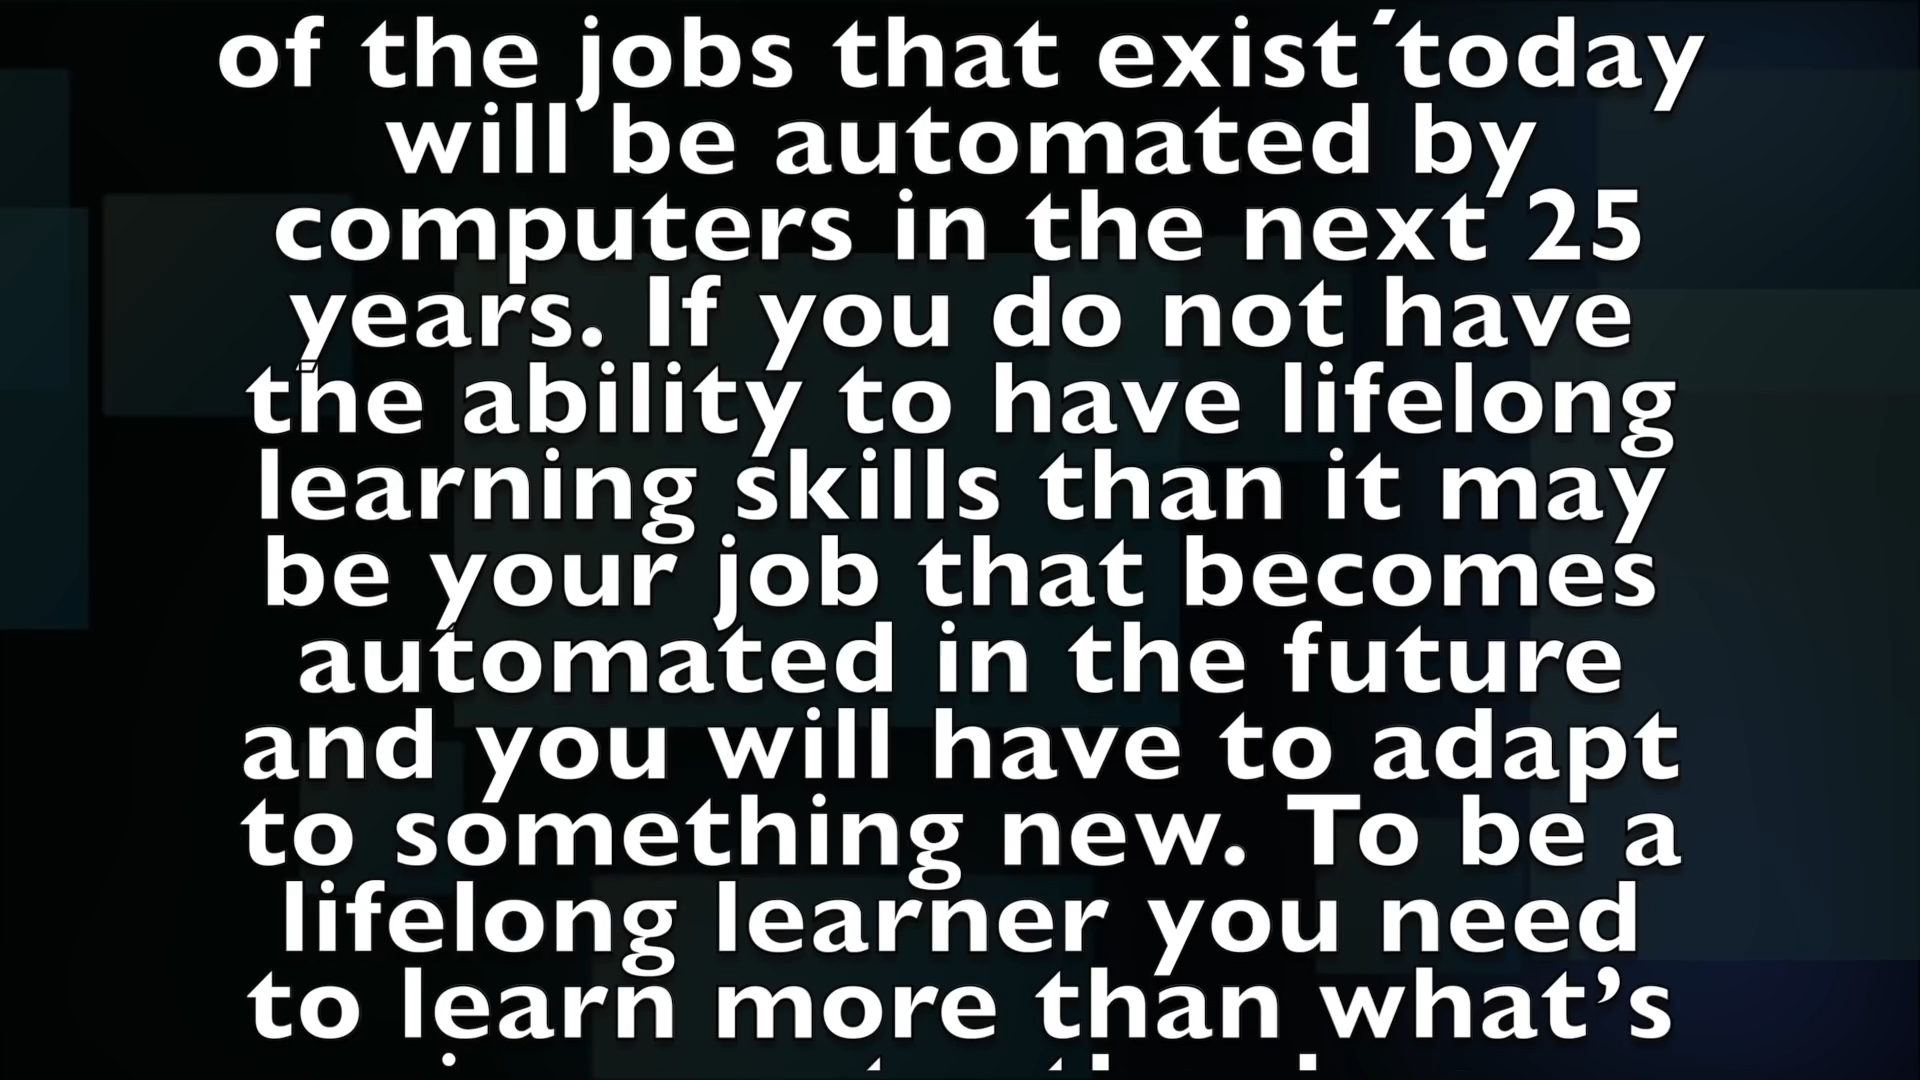 of the jobs that exist today
will be automated by
computers in the next 25
years. If you do not have
the ability to have lifelong
learning skills than it may
be your job that becomes
automated in the future
and you will have to adapt
to something new. To be a
lifelong learner you need
to learn more than what’s